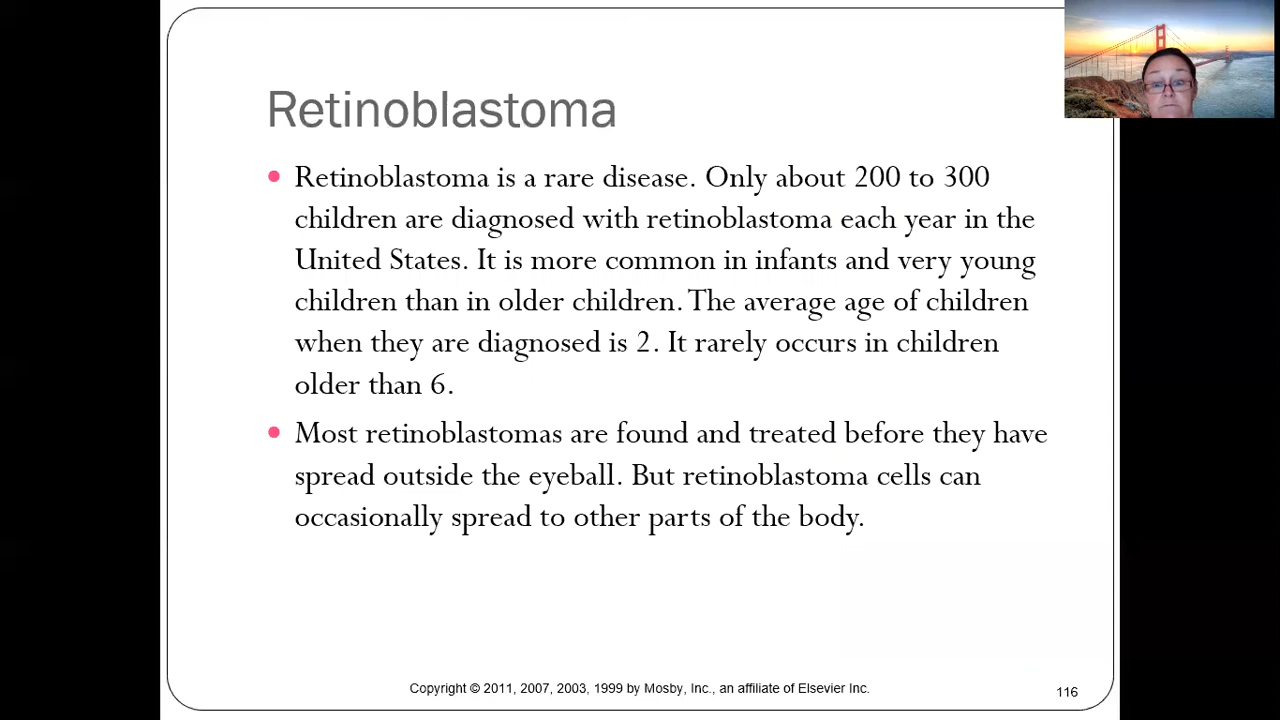 Retinoblastoma
• Retinoblastoma is a rare disease. Only about 200 to 300
children are diagnosed with retinoblastoma each year in the
United States. It is more common in infants and very young
children than in older children. The average age of children
when they are diagnosed is 2. It rarely occurs in children
older than 6.
• Most retinoblastomas are found and treated before they have
spread outside the eyeball. But retinoblastoma cells can
occasionally spread to other parts of the body.
Copyright © 2011, 2007, 2003, 1999 by Mosby, Inc., an affiliate of Elsevier Inc.
116